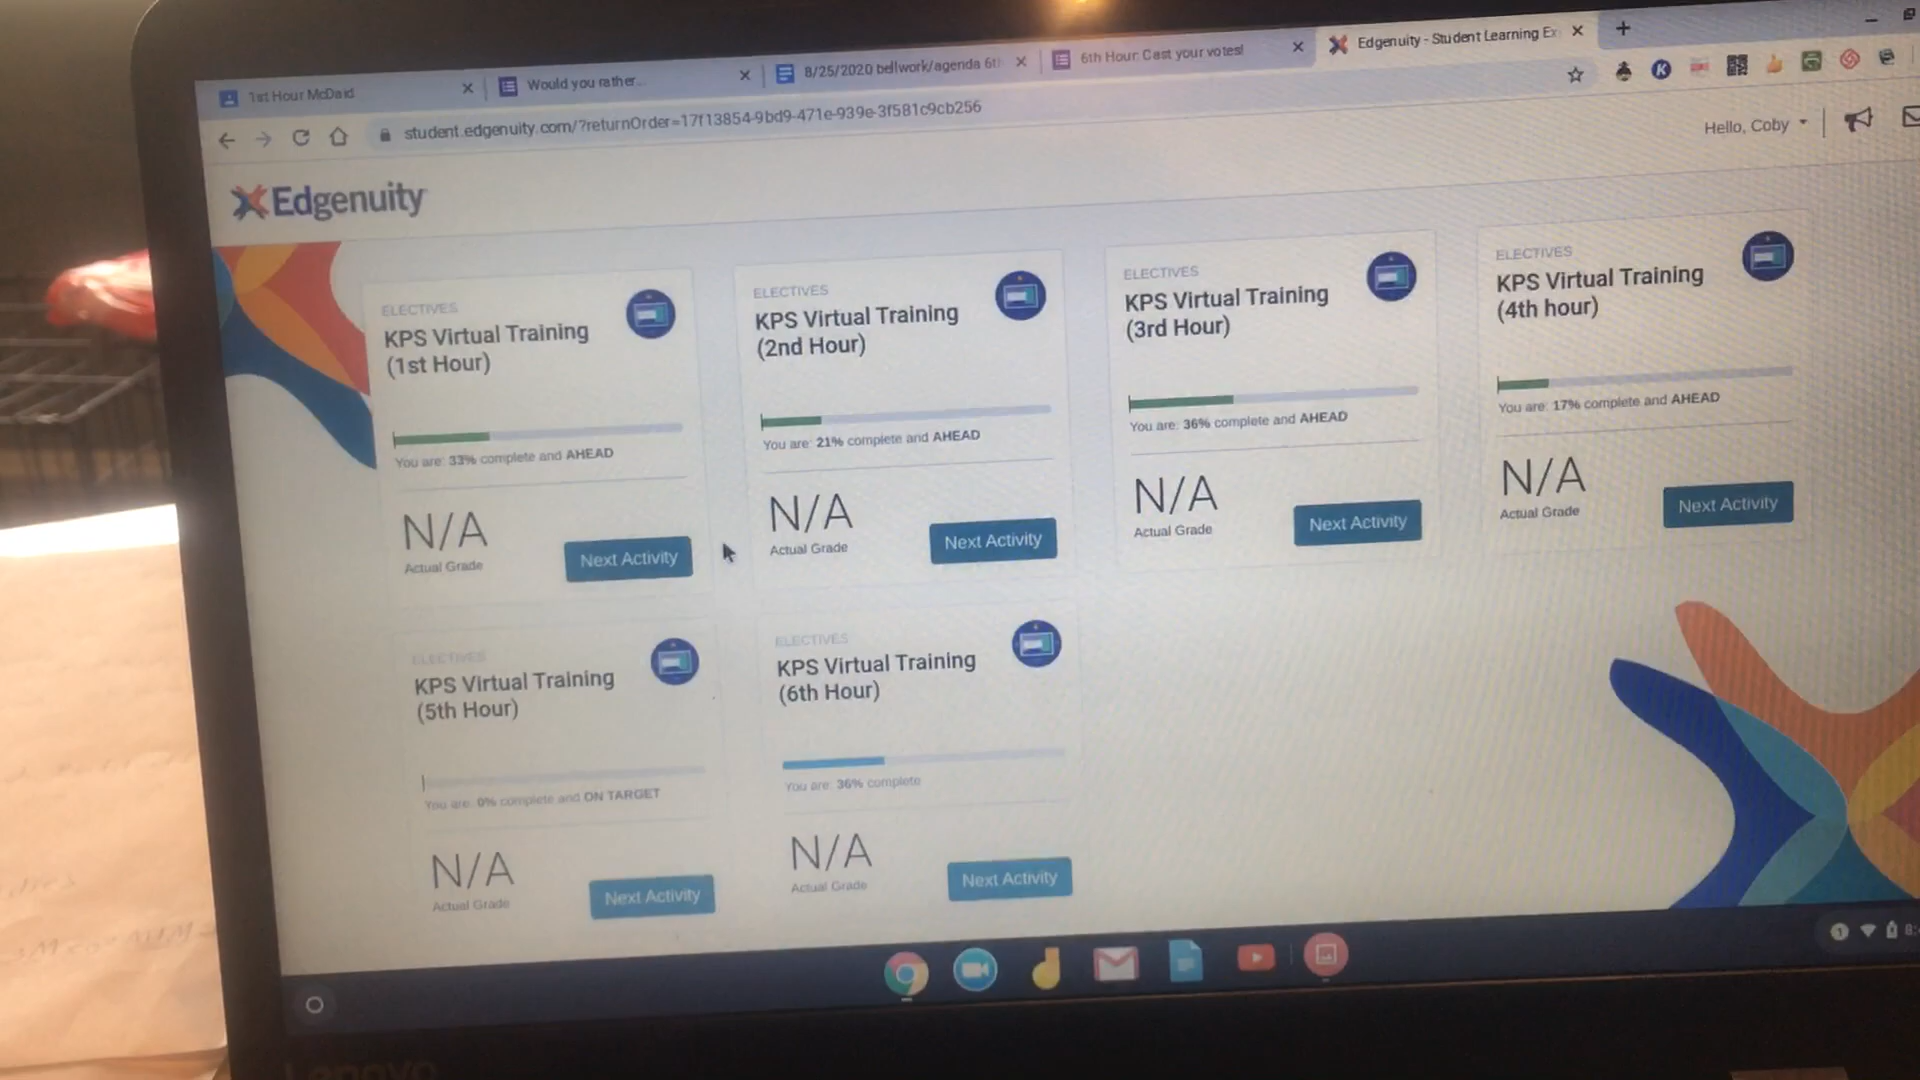 1st Hour McDaid
Would you rather...
8/25/2020 bellwork/agenda 6th
6th Hour: Cast your votes!
Edgenuity - Student Learning Ex
student.edgenuity.com/?returnOrder=17f13854-9bd9-471e-939e-3f581c9cb256
Hello, Coby
Edgenuity
ELECTIVES
KPS Virtual Training
(1st Hour)
You are: 33% complete and AHEAD
N/A
Actual Grade
Next Activity
ELECTIVES
KPS Virtual Training
(2nd Hour)
You are: 21% complete and AHEAD
N/A
Actual Grade
Next Activity
ELECTIVES
KPS Virtual Training
(3rd Hour)
You are: 36% complete and AHEAD
N/A
Actual Grade
Next Activity
ELECTIVES
KPS Virtual Training
(4th hour)
You are: 17% complete and AHEAD
N/A
Actual Grade
Next Activity
ELECTIVES
KPS Virtual Training
(5th Hour)
You are: 0% complete and ON TARGET
N/A
Actual Grade
Next Activity
ELECTIVES
KPS Virtual Training
(6th Hour)
You are: 36% complete
N/A
Actual Grade
Next Activity
1
Lenovo